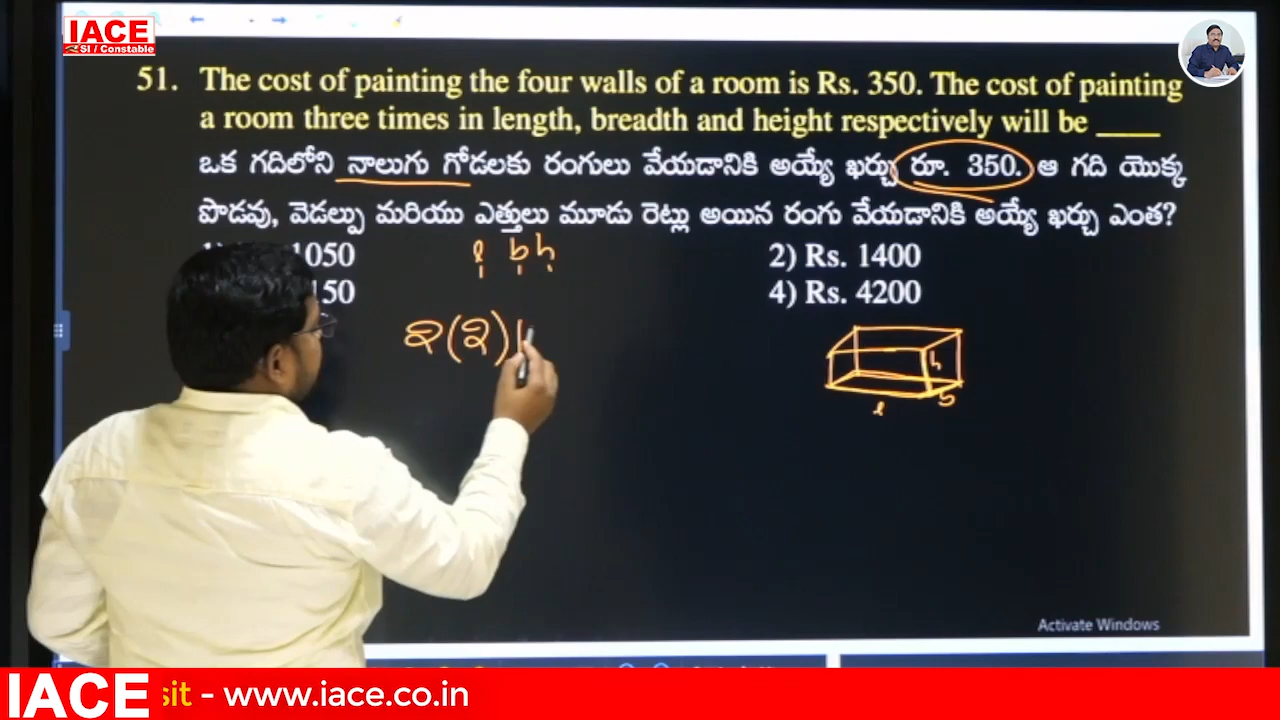 IACE
SI / Constable
51. The cost of painting the four walls of a room is Rs. 350. The cost of painting
a room three times in length, breadth and height respectively will be ____
ఒక గదిలోని నాలుగు గోడలకు రంగులు వేయడానికి అయ్యే ఖర్చు రూ. 350. ఆ గది యొక్క
పొడవు, వెడల్పు మరియు ఎత్తులు మూడు రెట్లు అయిన రంగు వేయడానికి అయ్యే ఖర్చు ఎంత?
1050 2) Rs. 1400
150 4) Rs. 4200
l b h
h
l b
Activate Windows
IACE sit - www.iace.co.in